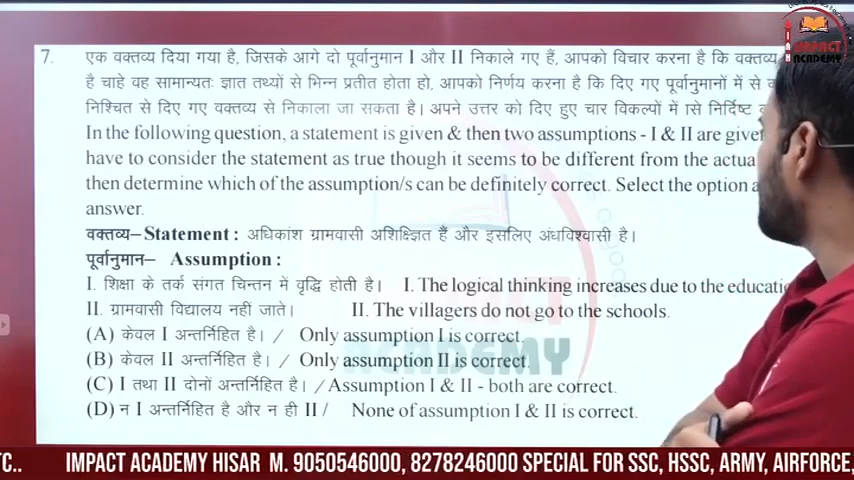 IMPACT
ACADEMY
7. एक वक्तव्य दिया गया है, जिसके आगे दो पूर्वानुमान I और II निकाले गए हैं, आपको विचार करना है कि वक्तव्य
है चाहे वह सामान्यतः ज्ञात तथ्यों से भिन्न प्रतीत होता हो, आपको निर्णय करना है कि दिए गए पूर्वानुमानों में से
निश्चित से दिए गए वक्तव्य से निकाला जा सकता है। अपने उत्तर को दिए हुए चार विकल्पों में से निर्दिष्ट
In the following question, a statement is given & then two assumptions - I & II are
have to consider the statement as true though it seems to be different from the
then determine which of the assumption/s can be definitely correct. Select the option
answer.
वक्तव्य– Statement : अधिकांश ग्रामवासी अशिक्षित हैं और इसलिए अंधविश्वासी है।
पूर्वानुमान– Assumption :
I. शिक्षा के तर्क संगत चिन्तन में वृद्धि होती है। I. The logical thinking increases due to the
II. ग्रामवासी विद्यालय नहीं जाते। II. The villagers do not go to the schools.
(A) केवल I अन्तर्निहित है। / Only assumption I is correct.
(B) केवल II अन्तर्निहित है। / Only assumption II is correct.
(C) I तथा II दोनों अन्तर्निहित है। / Assumption I & II - both are correct.
(D) न I अन्तर्निहित है और न ही II / None of assumption I & II is correct.
ACADEMY
TC.. IMPACT ACADEMY HISAR M. 9050546000, 8278246000 SPECIAL FOR SSC, HSSC, ARMY, AIRFORCE,